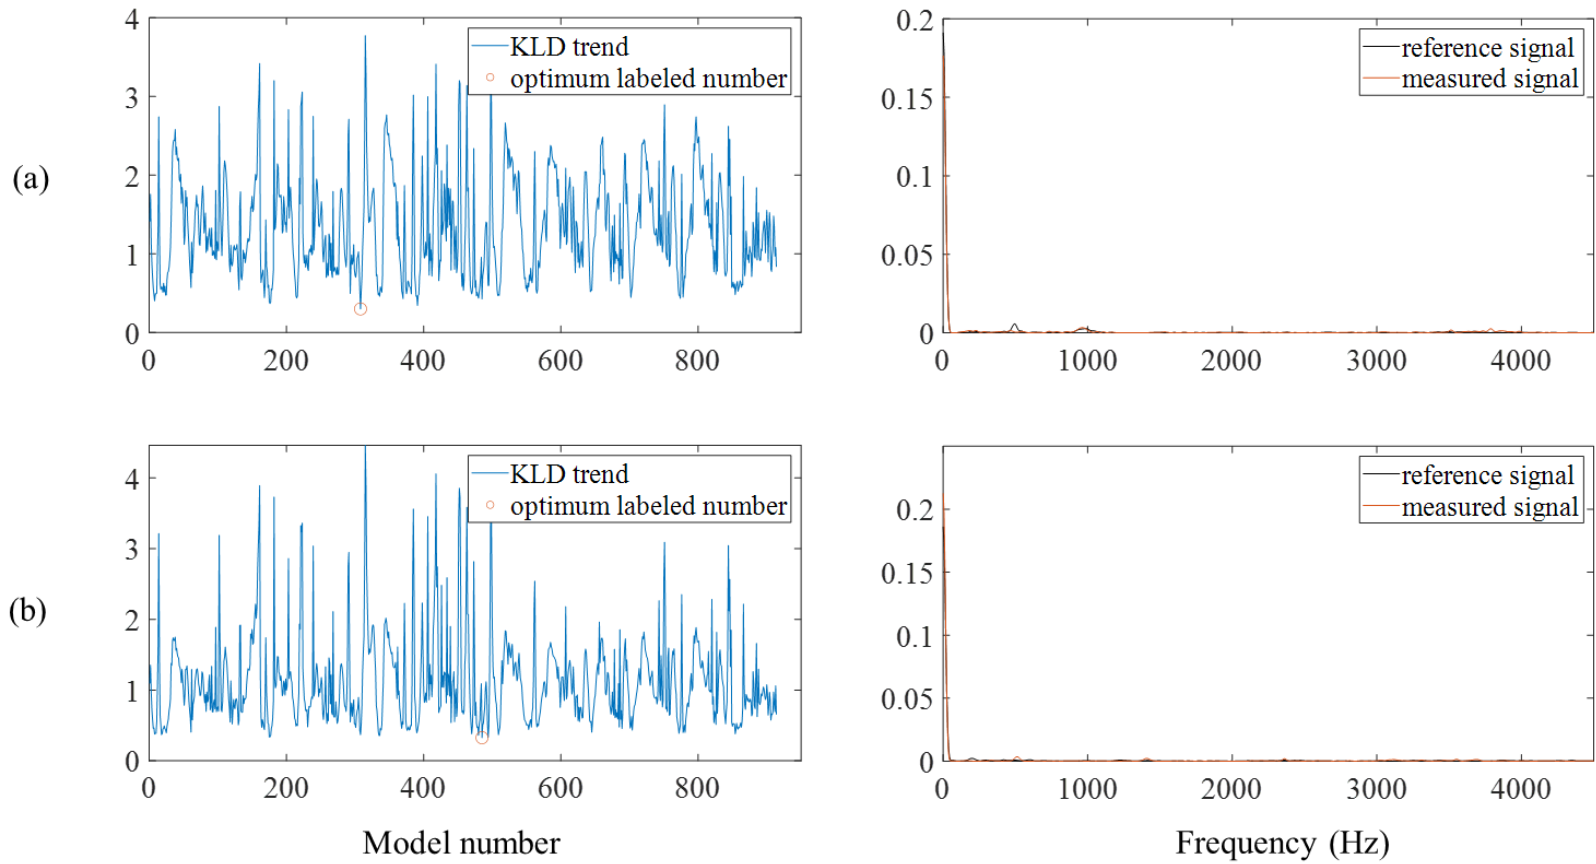 (a)
4
3
2
1
0
0 200 400 600 800
KLD trend
optimum labeled number
0.2
0.15
0.1
0.05
0
0 1000 2000 3000 4000
reference signal
measured signal
(b)
4
3
2
1
0
0 200 400 600 800
KLD trend
optimum labeled number
Model number
0.2
0.15
0.1
0.05
0
0 1000 2000 3000 4000
reference signal
measured signal
Frequency (Hz)